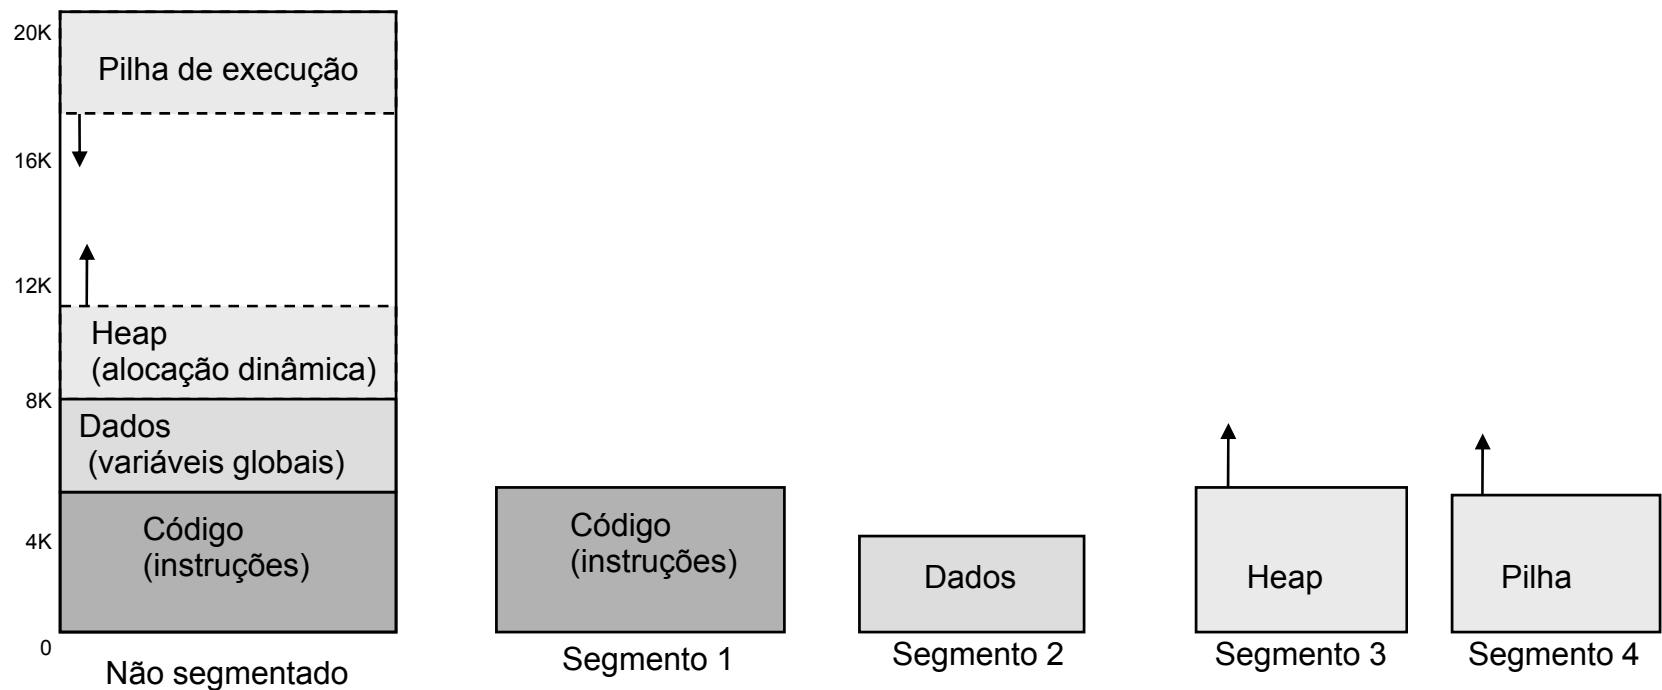 20K
Pilha de execução
16K
12K
Heap
(alocação dinâmica)
8K
Dados
(variáveis globais)
Código
(instruções)
4K
0
Não segmentado
Código
(instruções)
Segmento 1
Dados
Segmento 2
Heap
Segmento 3
Pilha
Segmento 4